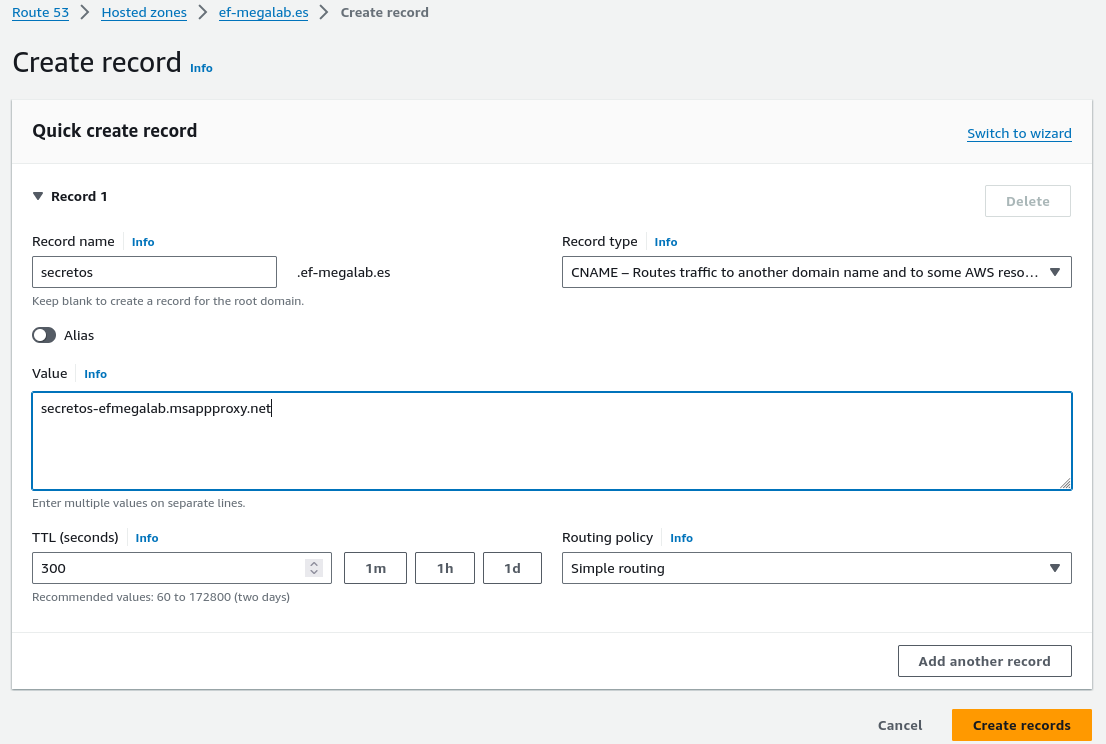 Route 53 > Hosted zones > ef-megalab.es > Create record
Create record Info
Quick create record
Switch to wizard
Record 1
Delete
Record name Info
Record type Info
secretos .ef-megalab.es
CNAME – Routes traffic to another domain name and to some AWS reso...
Keep blank to create a record for the root domain.
Alias
Value Info
secretos-efmegalab.msappproxy.net
Enter multiple values on separate lines.
TTL (seconds) Info
Routing policy Info
300 1m 1h 1d
Simple routing
Recommended values: 60 to 172800 (two days)
Add another record
Cancel Create records